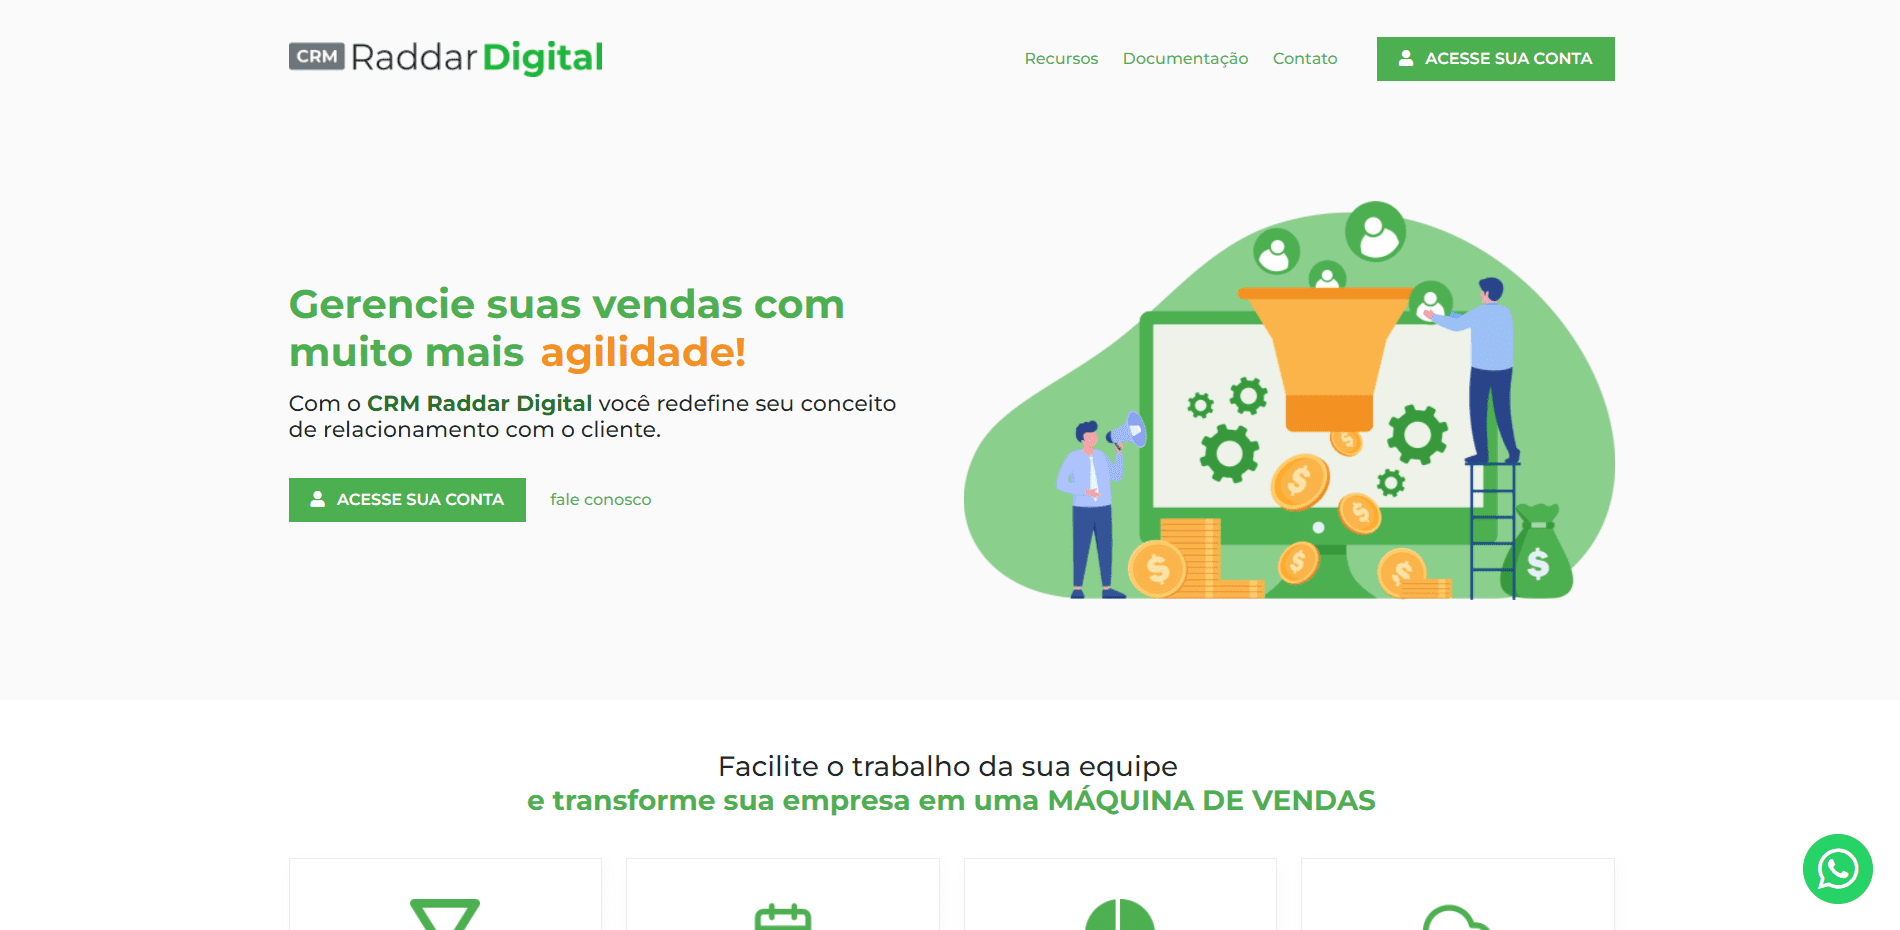 CRM Raddar Digital
Recursos
Documentação
Contato
ACESSE SUA CONTA
Gerencie suas vendas com
muito mais agilidade!
Com o CRM Raddar Digital você redefine seu conceito
de relacionamento com o cliente.
ACESSE SUA CONTA
fale conosco
$
$
$
$
$
$
$
Facilite o trabalho da sua equipe
e transforme sua empresa em uma MÁQUINA DE VENDAS